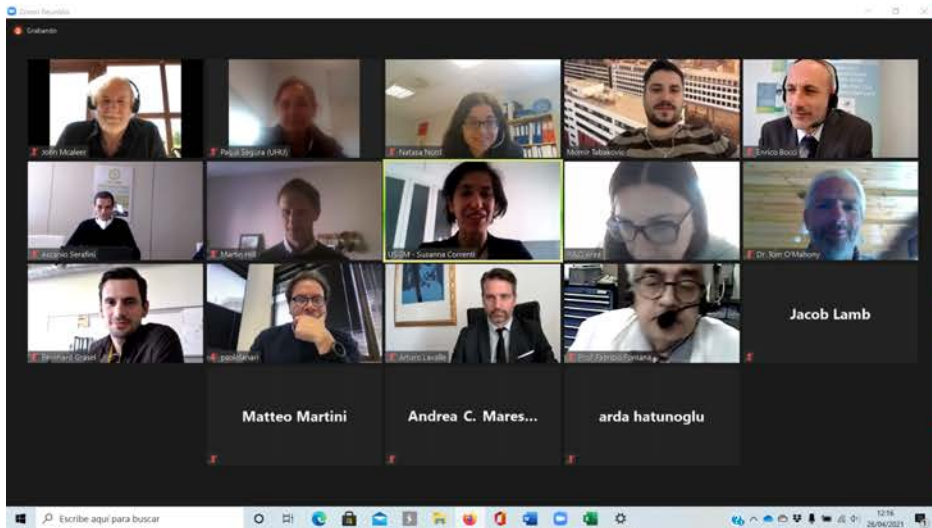 Zoom Reunión
Grabando
John Mcaleer
Paqui Segura (UHU)
Natasa Nord
Momir Tabakovic
Enrico Bocci
Ascanio Serafini
Martin Hill
USGM - Susanna Correnti
Dr. Tom O'Mahony
Bernhard Grasel
Arturo Lavalle
Prof Fabrizio Fontana
Jacob Lamb
Matteo Martini
Andrea C. Mares...
arda hatunoglu
Escribe aquí para buscar
12:16
26/04/2021